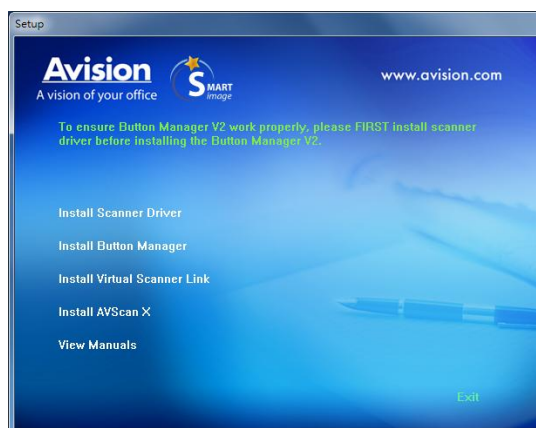 Setup
Avision
A vision of your office
SMART
Image
www.avision.com
To ensure Button Manager V2 work properly, please FIRST install scanner
driver before installing the Button Manager V2.
Install Scanner Driver
Install Button Manager
Install Virtual Scanner Link
Install AVScan X
View Manuals
Exit